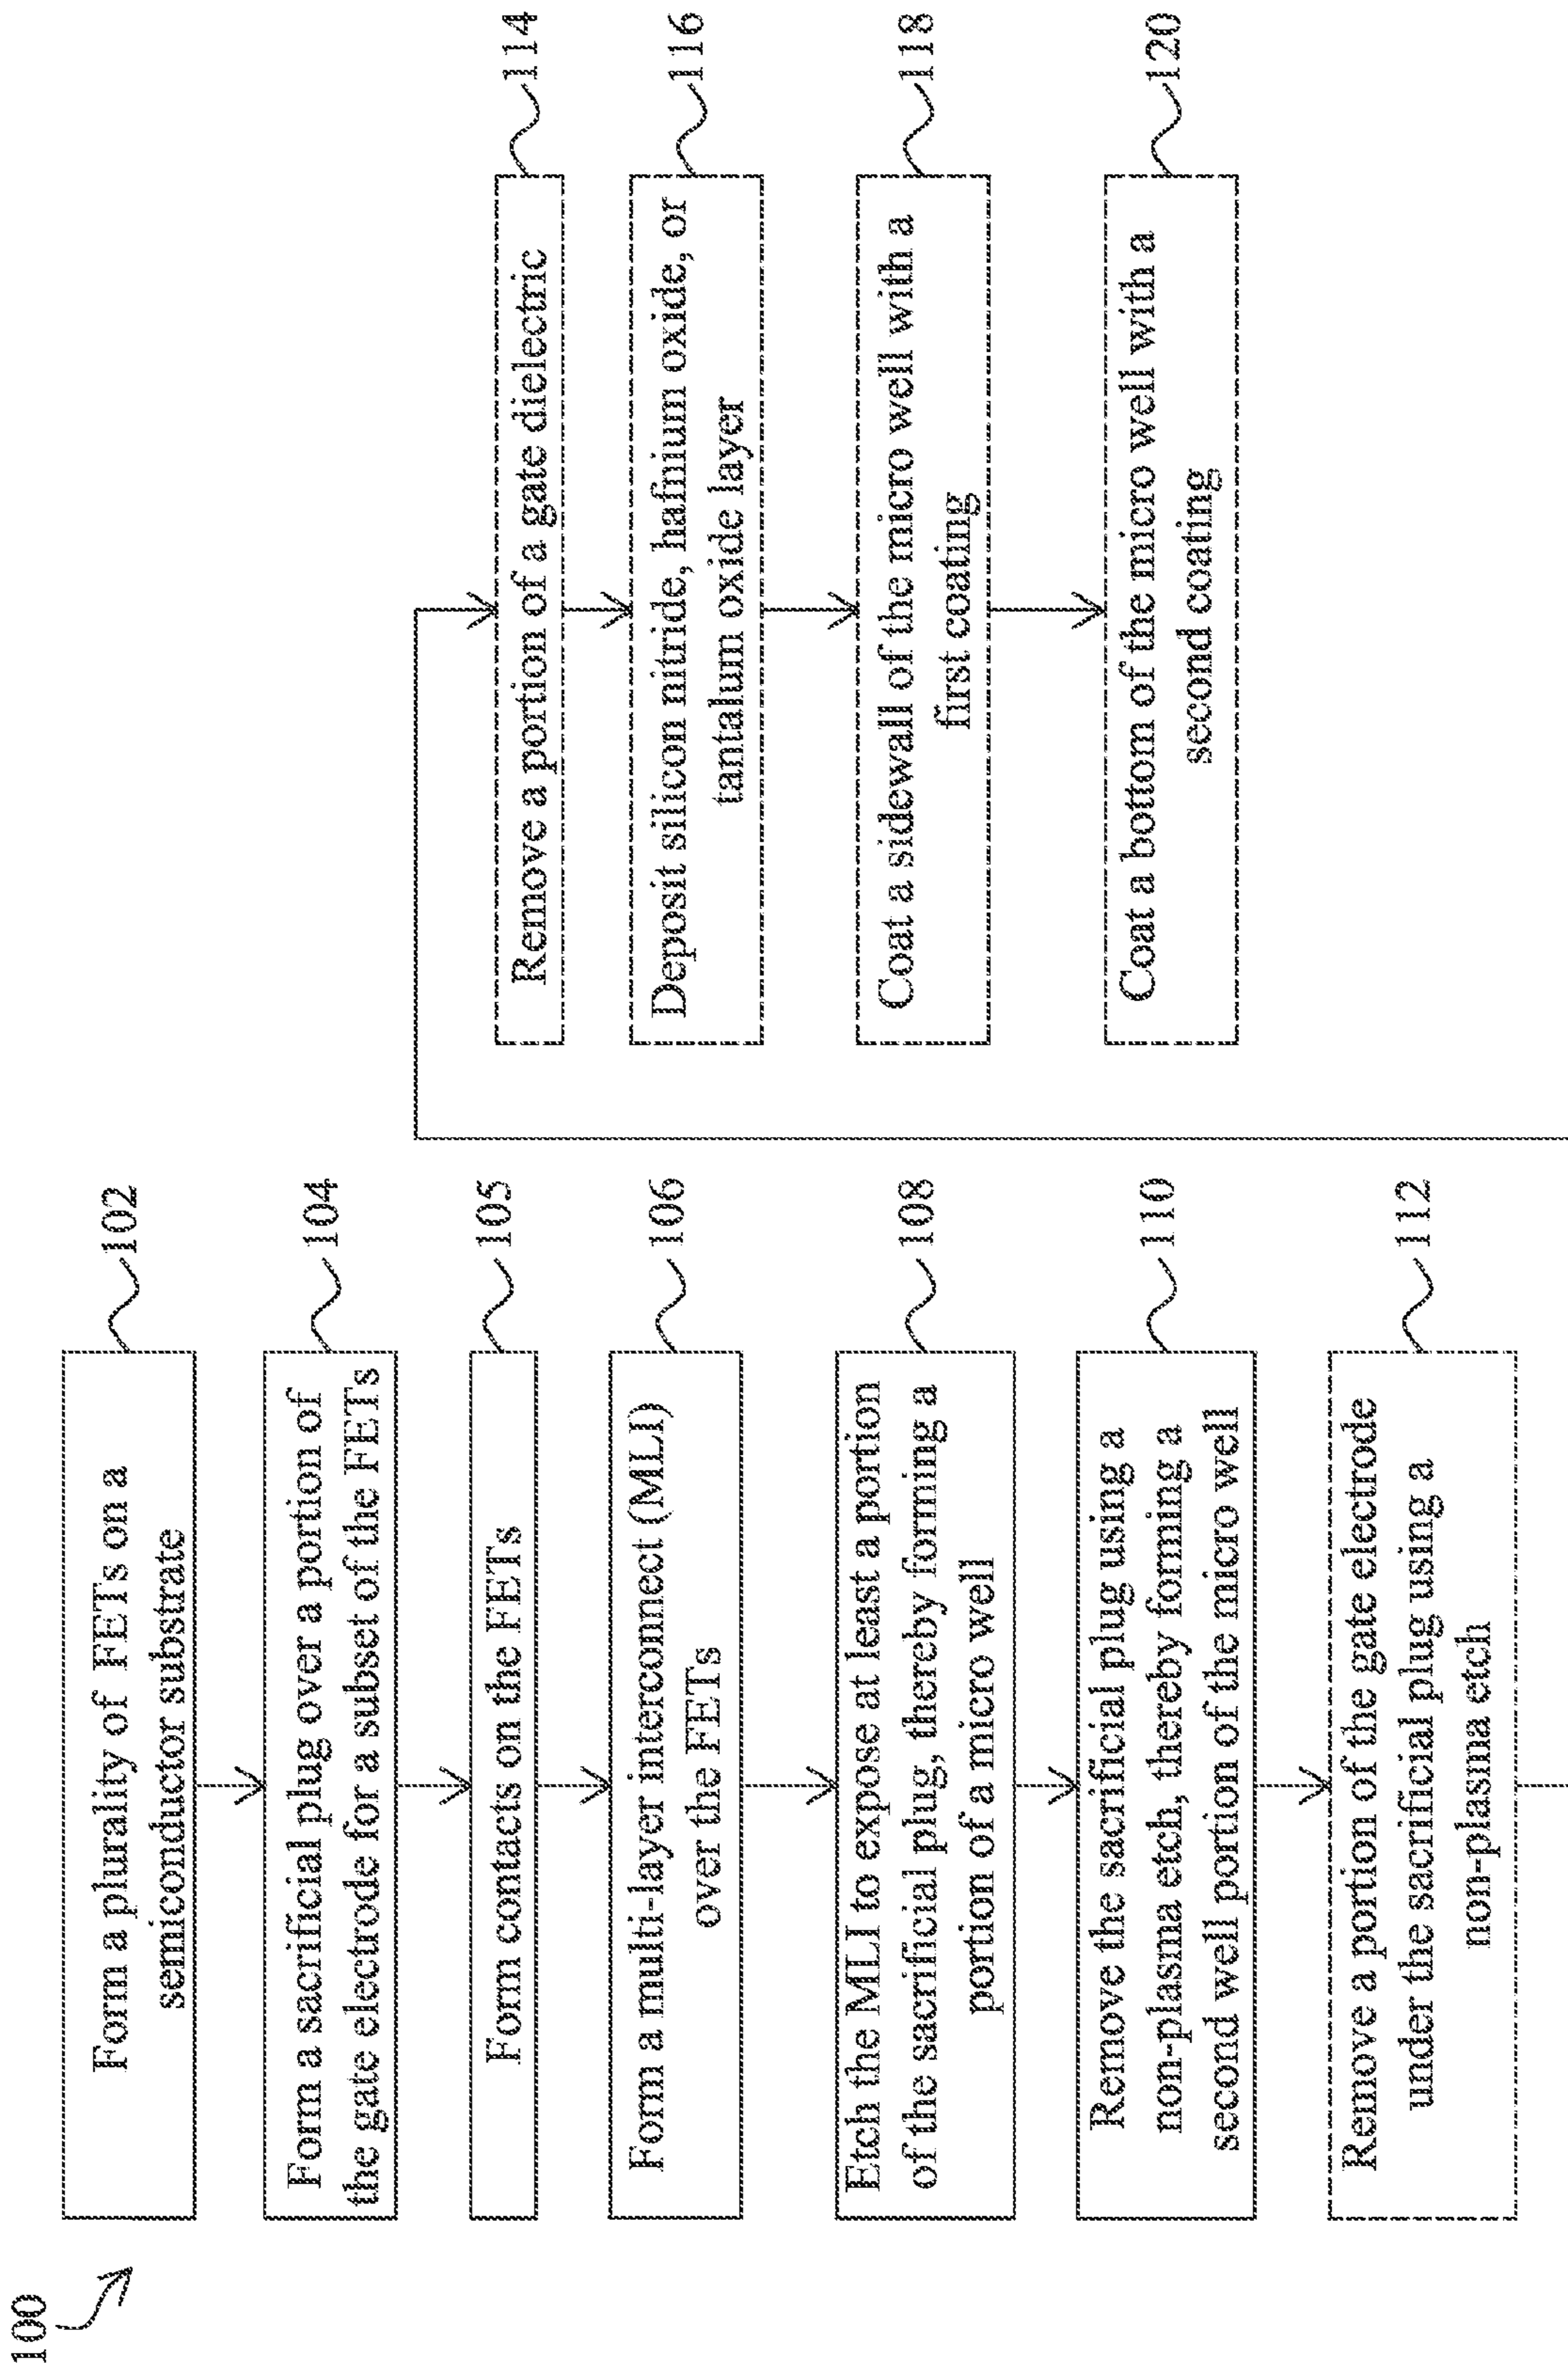 100
Form a plurality of FETs on a
semiconductor substrate
102
Form a sacrificial plug over a portion of
the gate electrode for a subset of the FETs
104
Form contacts on the FETs
105
Form a multi-layer interconnect (MLI)
over the FETs
106
Etch the MLI to expose at least a portion
of the sacrificial plug, thereby forming a
portion of a micro well
108
Remove the sacrificial plug using a
non-plasma etch, thereby forming a
second well portion of the micro well
110
Remove a portion of the gate electrode
under the sacrificial plug using a
non-plasma etch
112
Remove a portion of a gate dielectric
114
Deposit silicon nitride, hafnium oxide, or
tantalum oxide layer
116
Coat a sidewall of the micro well with a
first coating
118
Coat a bottom of the micro well with a
second coating
120